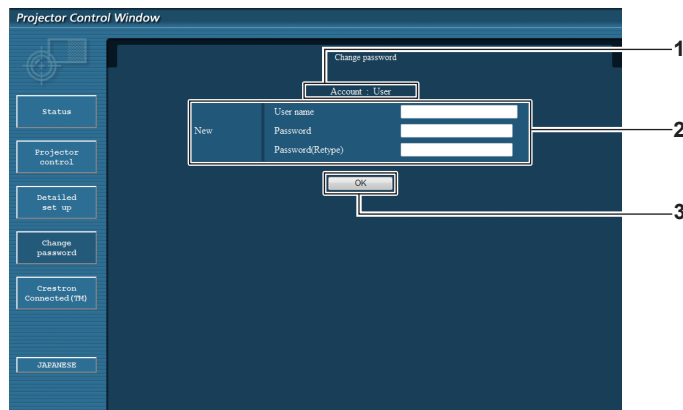 Projector Control Window
Change password
1
Account : User
Status
User name
New
Password
2
Password(Retype)
Projector
control
OK
Detailed
set up
3
Change
password
Crestron
Connected(TM)
JAPANESE